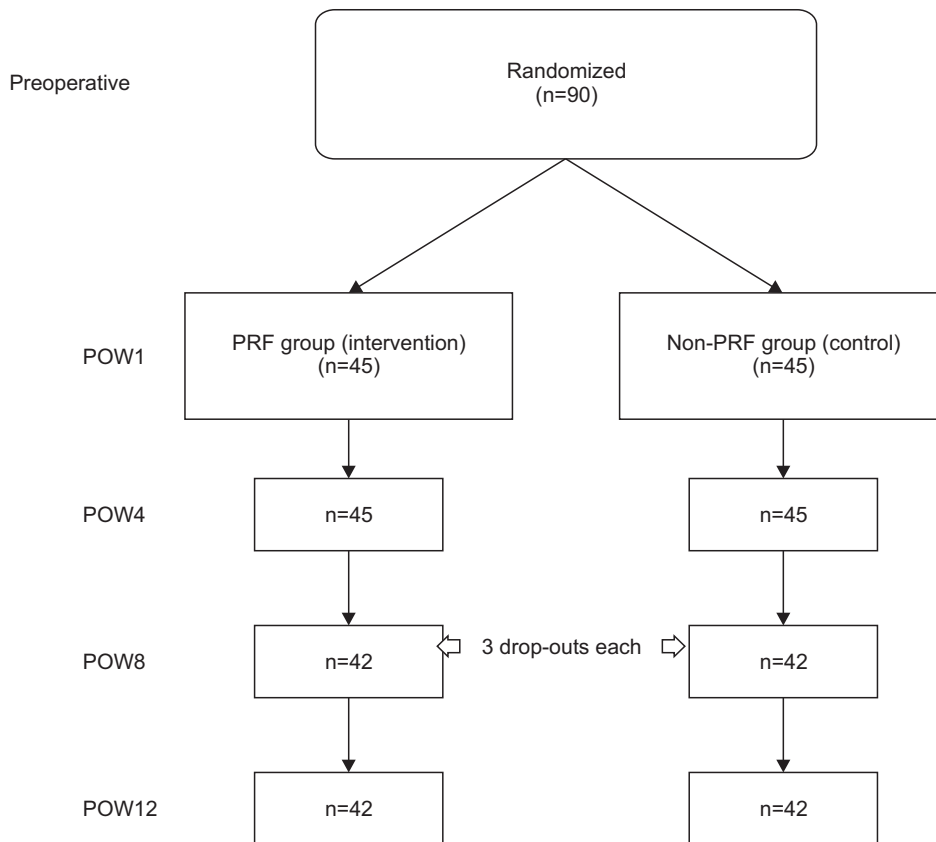 Preoperative
Randomized
(n=90)
POW1
PRF group (intervention)
(n=45)
Non-PRF group (control)
(n=45)
POW4
n=45
n=45
POW8
n=42
3 drop-outs each
n=42
POW12
n=42
n=42